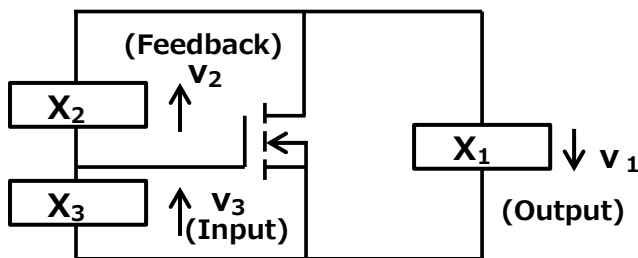 (Feedback)
v₂
X₂
X₁
v₁
X₃
v₃
(Input)
(Output)